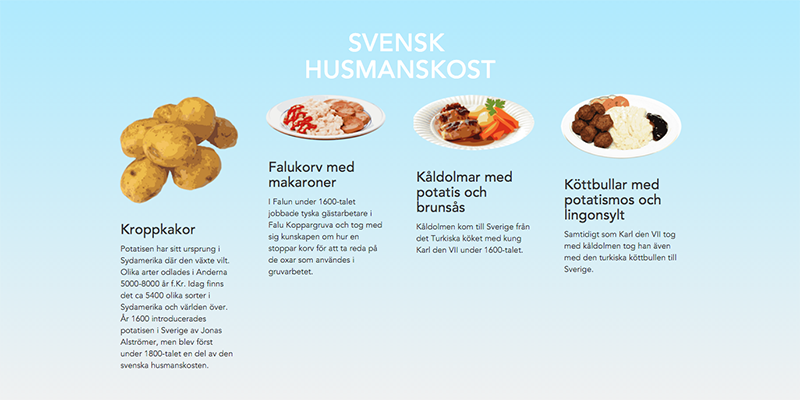 SVENSK
HUSMANSKOST
Kroppkakor
Potatisen har sitt ursprung i
Sydamerika där den växte vilt.
Olika arter odlades i Anderna
5000-8000 år f.Kr. Idag finns
det ca 5400 olika sorter i
Sydamerika och världen över.
År 1600 introducerades
potatisen i Sverige av Jonas
Alströmer, men blev först
under 1800-talet en del av den
svenska husmanskosten.
Falukorv med
makaroner
I Falun under 1600-talet
jobbade tyska gästarbetare i
Falu Koppargruva och tog med
sig kunskapen om hur en
stoppar korv för att ta reda på
de oxar som användes i
gruvarbetet.
Kåldolmar med
potatis och
brunsås
Kåldolmen kom till Sverige från
det Turkiska köket med kung
Karl den VII under 1600-talet.
Köttbullar med
potatismos och
lingonsylt
Samtidigt som Karl den VII tog
med kåldolmen tog han även
med den turkiska köttbullen till
Sverige.